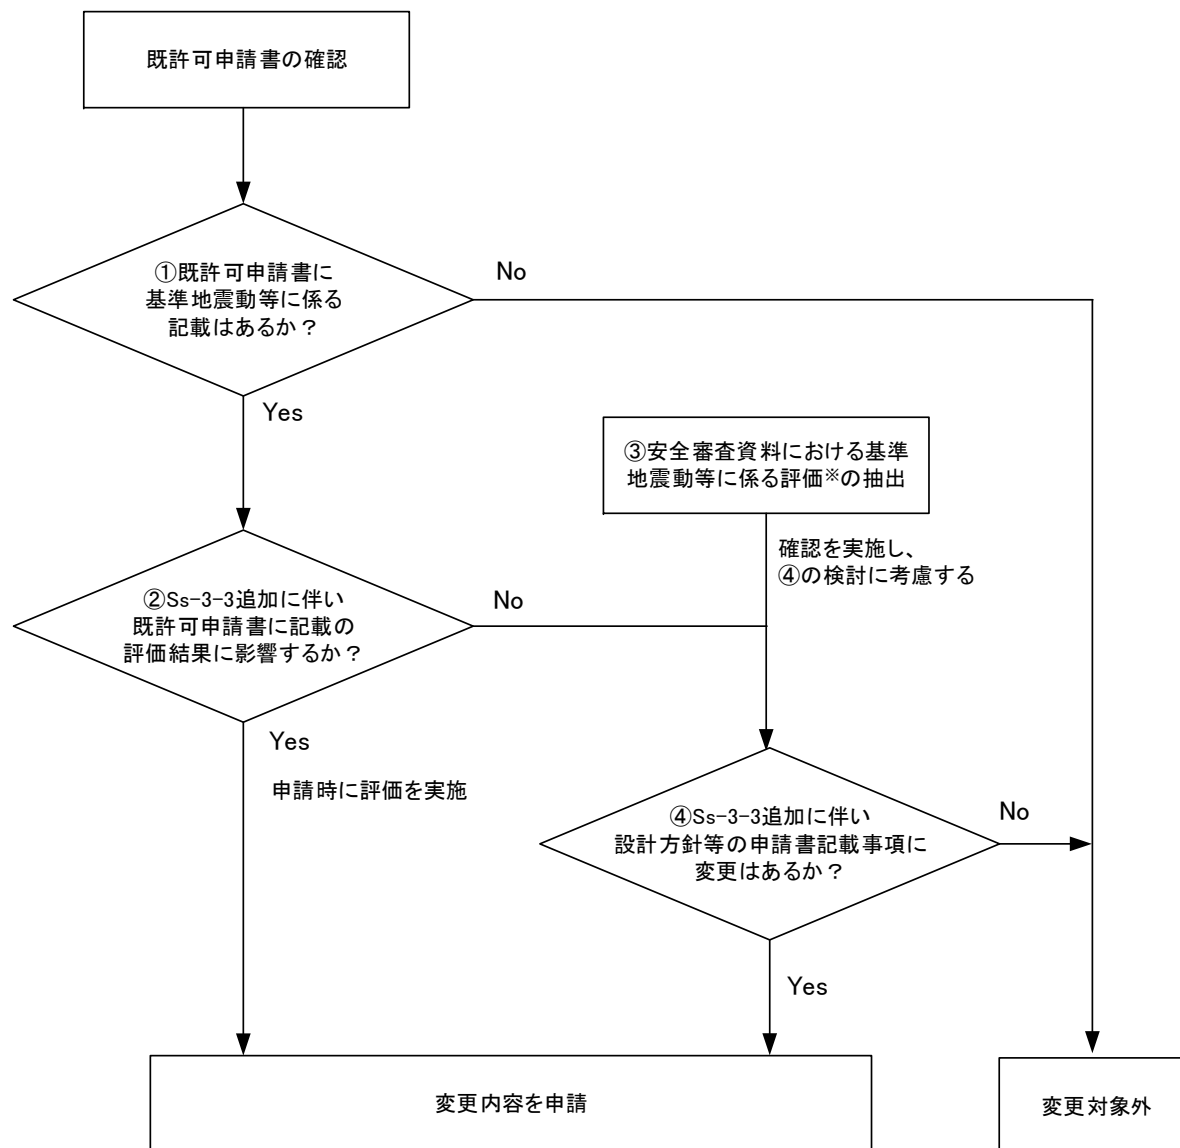 既許可申請書の確認
①既許可申請書に
基準地震動等に係る
記載はあるか？
No
Yes
③安全審査資料における基準
地震動等に係る評価※の抽出
確認を実施し、
④の検討に考慮する
②Ss-3-3追加に伴い
既許可申請書に記載の
評価結果に影響するか？
No
Yes
申請時に評価を実施
④Ss-3-3追加に伴い
設計方針等の申請書記載事項に
変更はあるか？
No
Yes
変更内容を申請
変更対象外